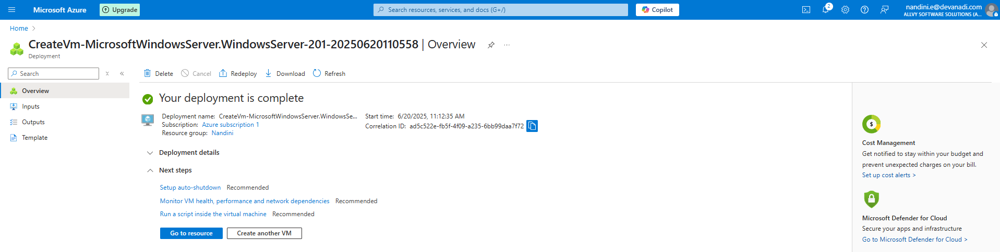 Microsoft Azure
Upgrade
Search resources, services, and docs (G+/)
Copilot
2
nandini.e@devanadi.com
ALLVY SOFTWARE SOLUTIONS (A...
Home
CreateVm-MicrosoftWindowsServer.WindowsServer-201-20250620110558 | Overview
Deployment
Search
Delete
Cancel
Redeploy
Download
Refresh
Overview
Inputs
Outputs
Template
Your deployment is complete
Deployment name: CreateVm-MicrosoftWindowsServer.WindowsSe...
Subscription: Azure subscription 1
Resource group: Nandini
Start time: 6/20/2025, 11:12:35 AM
Correlation ID: ad5c522e-fb5f-4f09-a235-6bb99daa7f72
Deployment details
Next steps
Setup auto-shutdown Recommended
Monitor VM health, performance and network dependencies Recommended
Run a script inside the virtual machine Recommended
Go to resource
Create another VM
$
Cost Management
Get notified to stay within your budget and
prevent unexpected charges on your bill.
Set up cost alerts >
Microsoft Defender for Cloud
Secure your apps and infrastructure
Go to Microsoft Defender for Cloud >